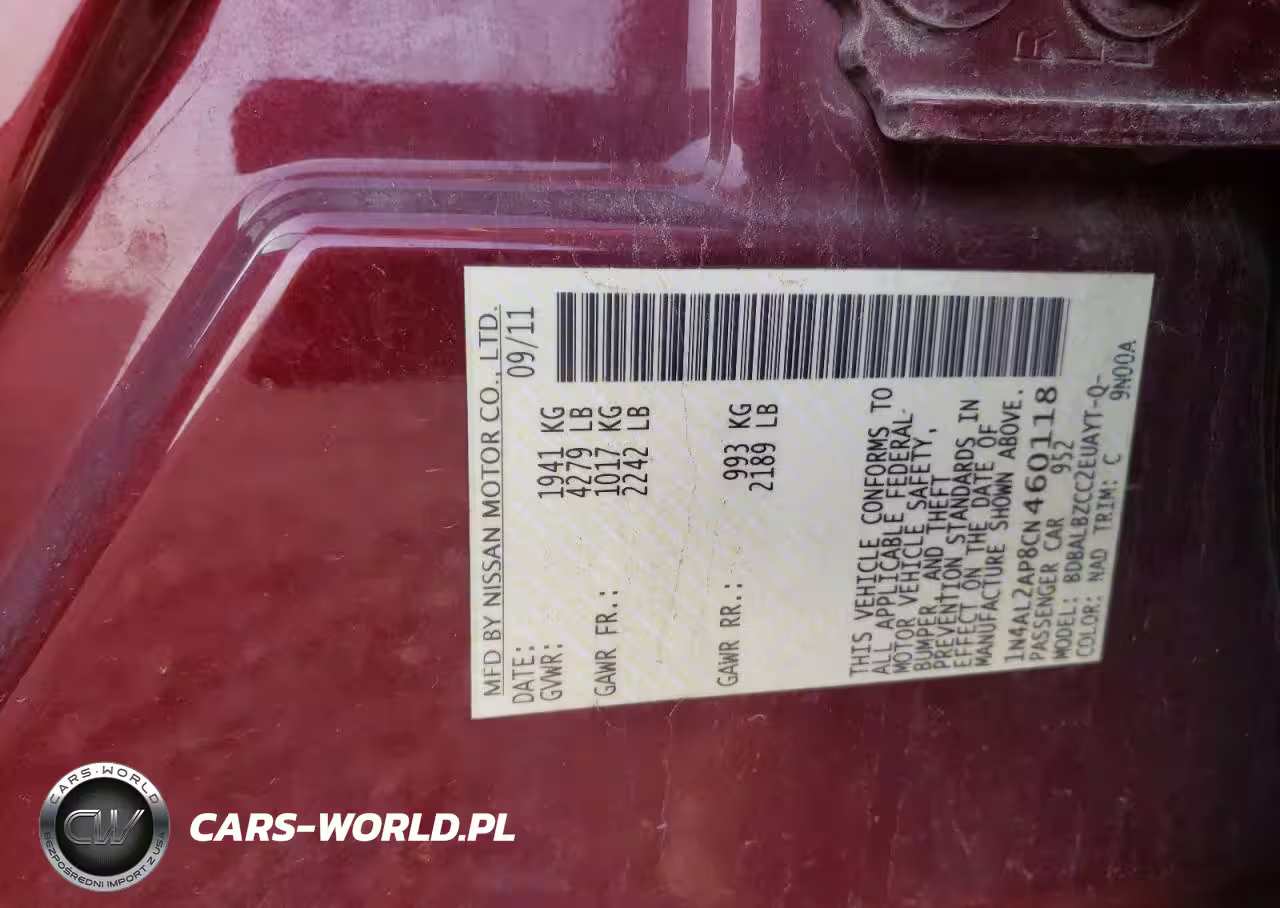 MFD BY NISSAN MOTOR CO., LTD.
DATE: 09/11
GVWR: 1941 KG
4279 LB
GAWR FR.: 1017 KG
2242 LB
GAWR RR.: 993 KG
2189 LB
THIS VEHICLE CONFORMS TO
ALL APPLICABLE FEDERAL
MOTOR VEHICLE SAFETY,
BUMPER, AND THEFT
PREVENTION STANDARDS IN
EFFECT ON THE DATE OF
MANUFACTURE SHOWN ABOVE.
1N4AL2AP8CN460118
PASSENGER CAR 952
MODEL: BDBALBZCC2EUAYT-Q-
COLOR: NAD TRIM: C 9N00A
CARS-WORLD
CW
BEZPOŚREDNI IMPORT Z USA
CARS-WORLD.PL